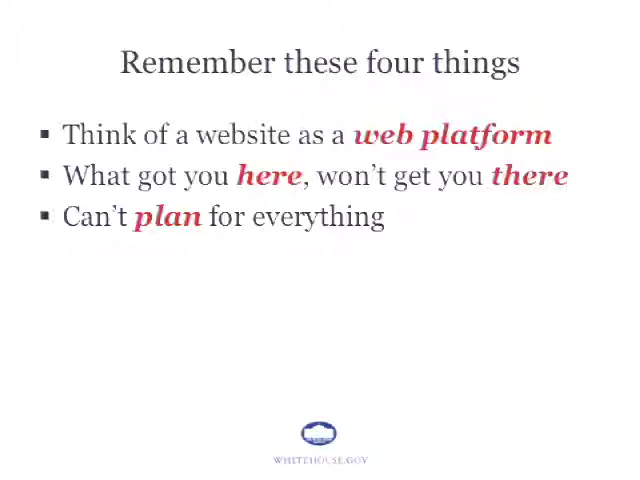 Remember these four things
▪ Think of a website as a web platform
▪ What got you here, won't get you there
▪ Can't plan for everything
WHITEHOUSE.GOV